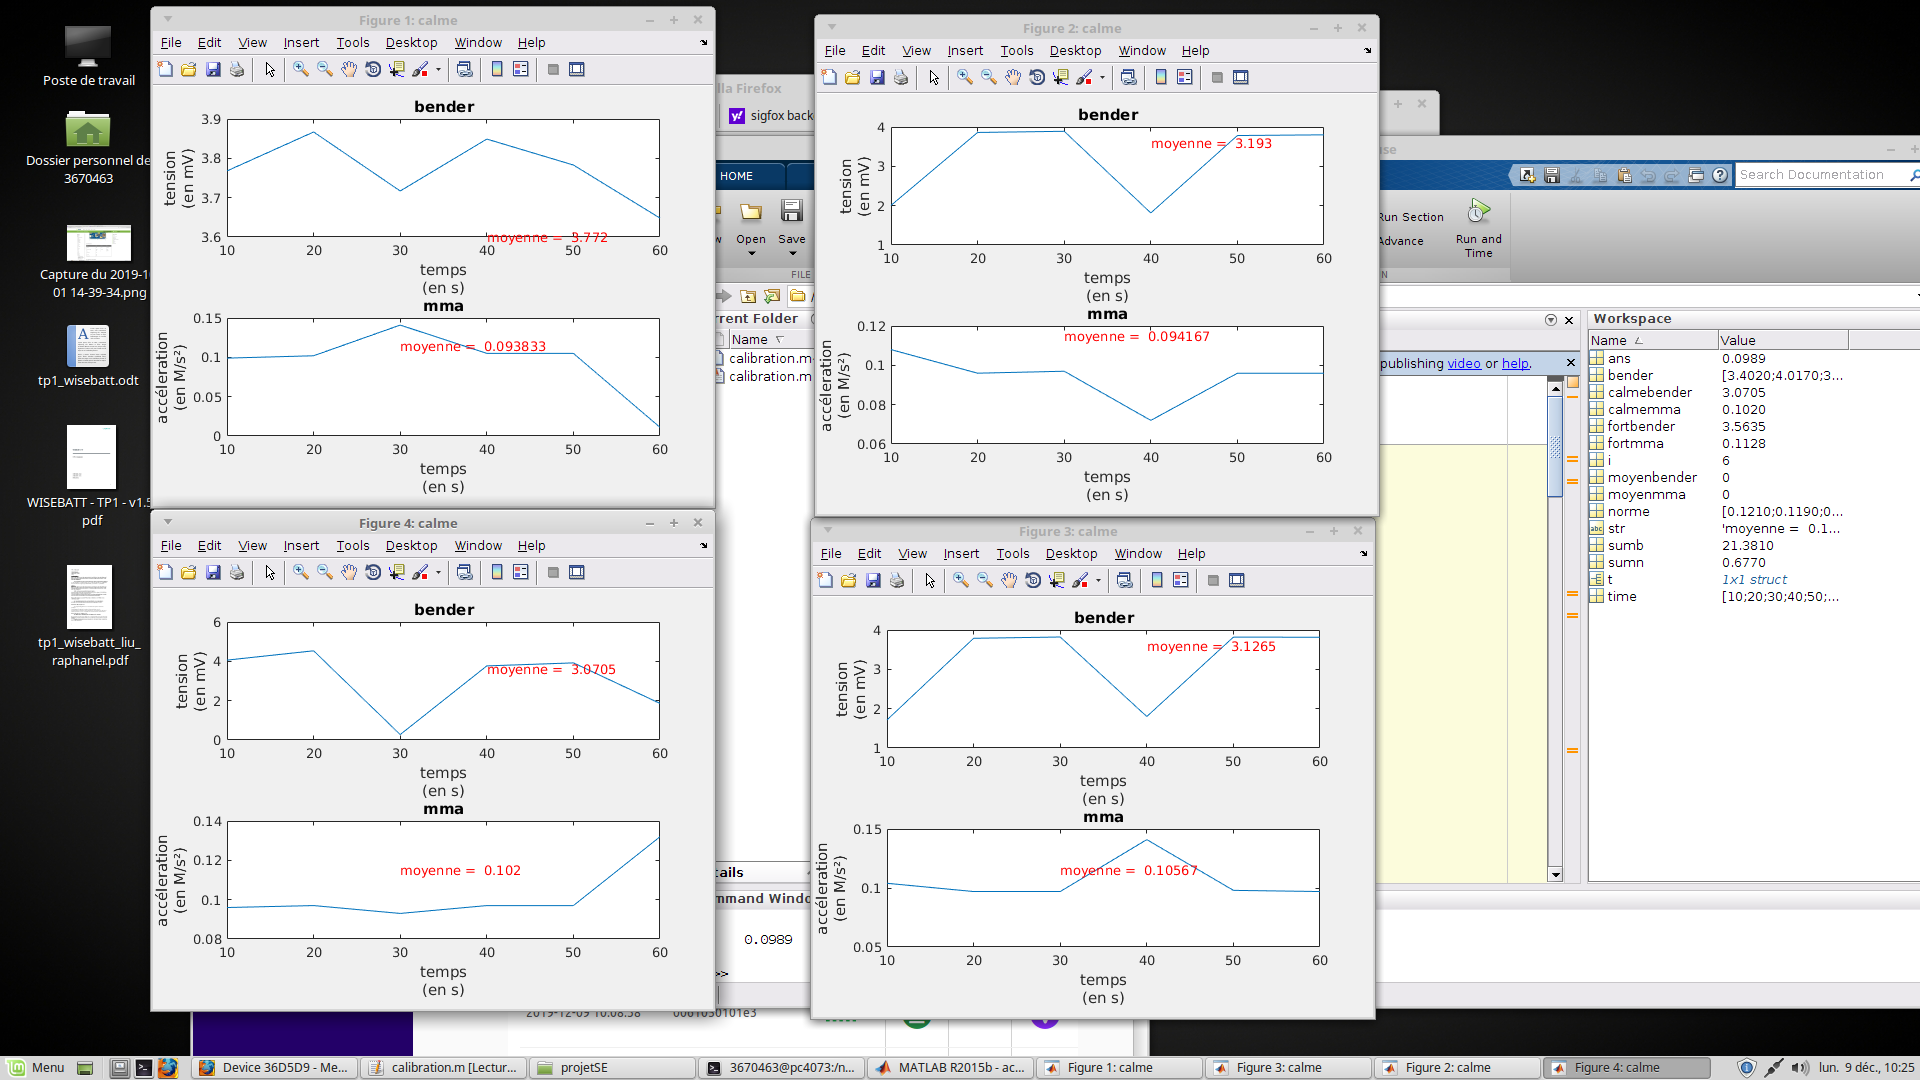 Poste de travail
Dossier personnel de
3670463
Capture du 2019-1
01 14-39-34.png
tp1_wisebatt.odt
WISEBATT - TP1 - v1.5
pdf
tp1_wisebatt_liu_
raphanel.pdf
Figure 1: calme
File Edit View Insert Tools Desktop Window Help
bender
3.9
3.8
3.7
3.6
tension
(en mV)
moyenne = 3.772
10 20 30 40 50 60
temps
(en s)
mma
0.15
0.1
0.05
0
accéleration
(en M/s²)
moyenne = 0.093833
10 20 30 40 50 60
temps
(en s)
Figure 2: calme
File Edit View Insert Tools Desktop Window Help
bender
4
3
2
1
tension
(en mV)
moyenne = 3.193
10 20 30 40 50 60
temps
(en s)
mma
0.12
0.1
0.08
0.06
accéleration
(en M/s²)
moyenne = 0.094167
10 20 30 40 50 60
temps
(en s)
Figure 4: calme
File Edit View Insert Tools Desktop Window Help
bender
6
4
2
0
tension
(en mV)
moyenne = 3.0705
10 20 30 40 50 60
temps
(en s)
mma
0.14
0.12
0.1
0.08
accéleration
(en M/s²)
moyenne = 0.102
10 20 30 40 50 60
temps
(en s)
Figure 3: calme
File Edit View Insert Tools Desktop Window Help
bender
4
3
2
1
tension
(en mV)
moyenne = 3.1265
10 20 30 40 50 60
temps
(en s)
mma
0.15
0.1
0.05
accéleration
(en M/s²)
moyenne = 0.10567
10 20 30 40 50 60
temps
(en s)
lla Firefox
y! sigfox back
HOME
Open Save
FILE
rrent Folder
Name
calibration.m
calibration.m
ails
mmand Windo
0.0989
>>
Search Documentation
Run Section
Advance
Run and
Time
publishing video or help.
Workspace
Name Value
ans 0.0989
bender [3.4020;4.0170;3...
calmebender 3.0705
calmemma 0.1020
fortbender 3.5635
fortmma 0.1128
i 6
moyenbender 0
moyenmma 0
norme [0.1210;0.1190;0...
abc str 'moyenne = 0.1...
sumb 21.3810
sumn 0.6770
t 1x1 struct
time [10;20;30;40;50;...
2019-12-09 10:08:38 0061050101e3
Menu
Device 36D5D9 - Me...
calibration.m [Lectur...
projetSE
3670463@pc4073:/n...
MATLAB R2015b - ac...
Figure 1: calme
Figure 3: calme
Figure 2: calme
Figure 4: calme
lun. 9 déc., 10:25